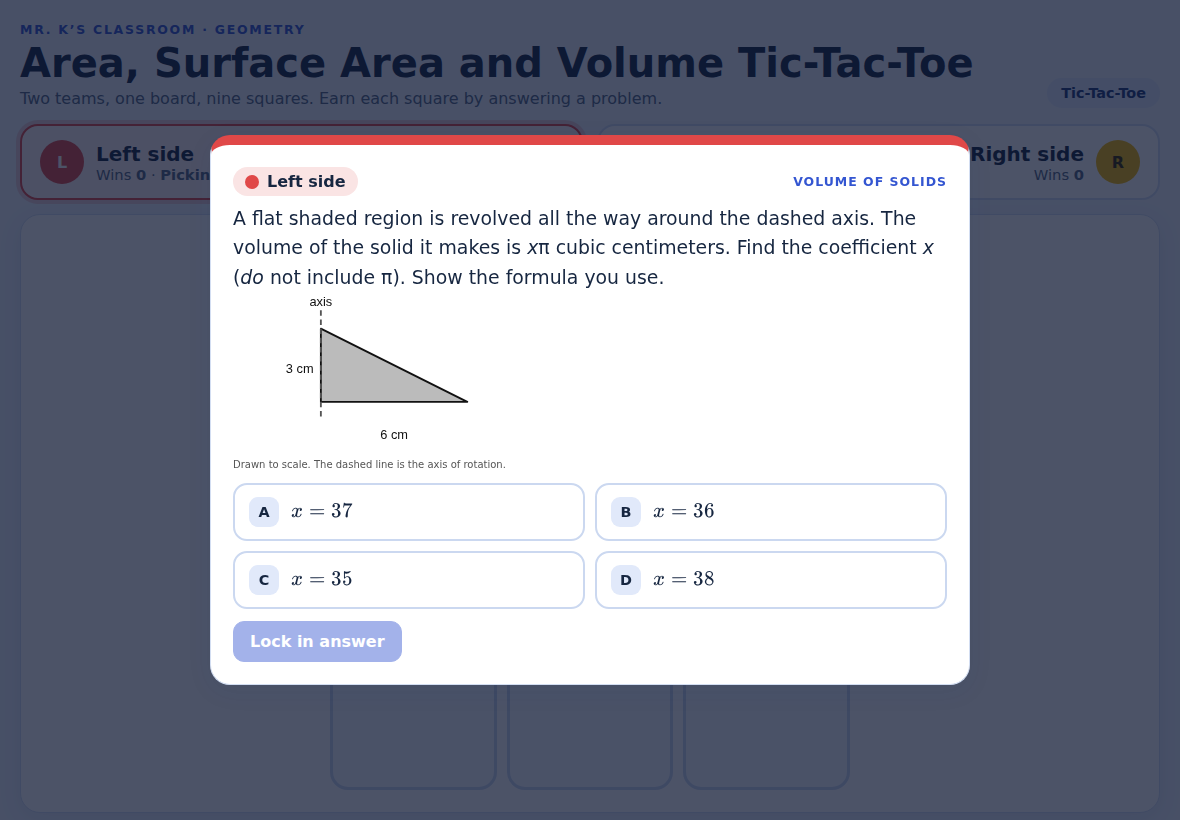 MR. K’S CLASSROOM · GEOMETRY
Area, Surface Area and Volume Tic-Tac-Toe
Two teams, one board, nine squares. Earn each square by answering a problem.
Tic-Tac-Toe
L
Left side
Wins 0 · Pickin
Right side
Wins 0
R
Left side
VOLUME OF SOLIDS
A flat shaded region is revolved all the way around the dashed axis. The
volume of the solid it makes is xπ cubic centimeters. Find the coefficient x
(do not include π). Show the formula you use.
axis
3 cm
6 cm
Drawn to scale. The dashed line is the axis of rotation.
A x = 37
B x = 36
C x = 35
D x = 38
Lock in answer